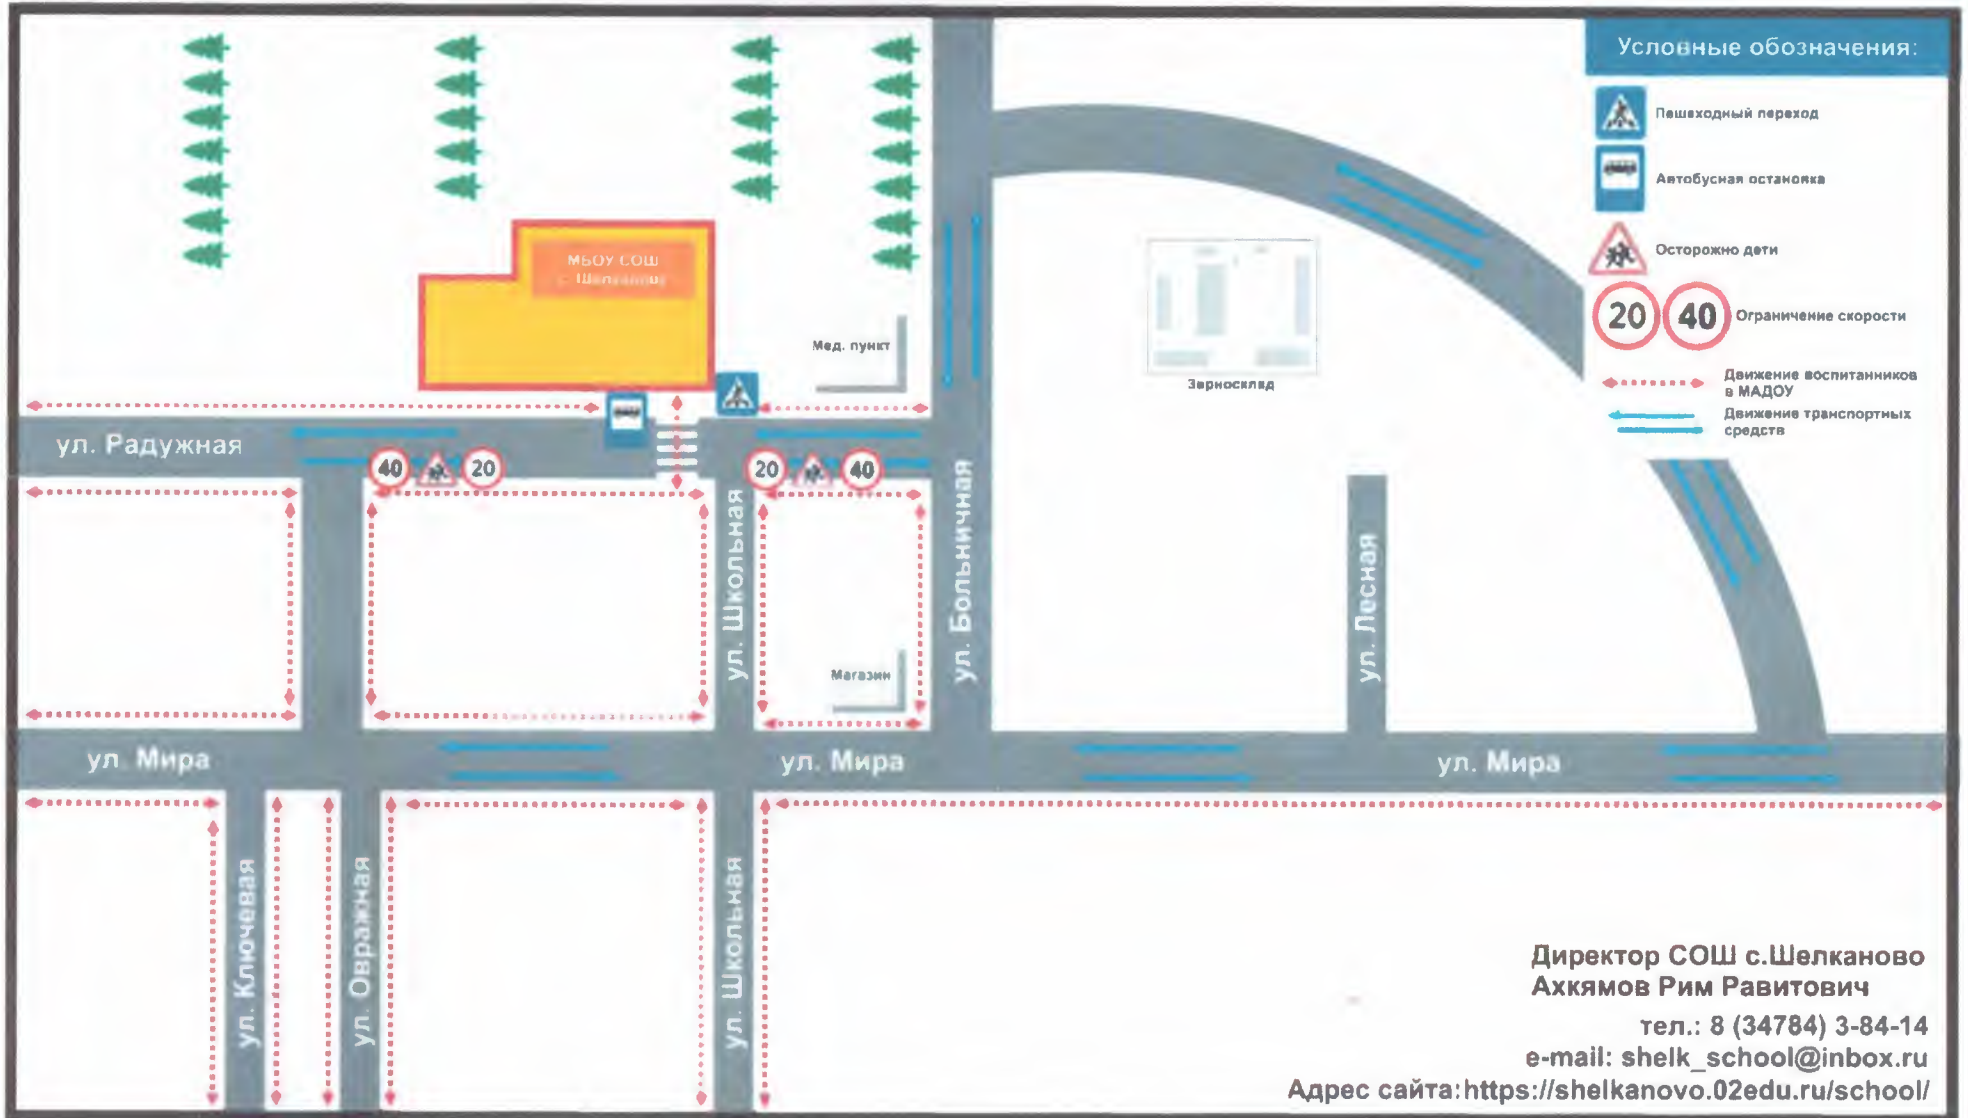 Условные обозначения:
Пешеходный переход
Автобусная остановка
Осторожно дети
20 40 Ограничение скорости
Движение воспитанников
в МАДОУ
Движение транспортных
средств
МБОУ СОШ
с. Шелканово
Мед. пункт
Зерносклад
ул. Радужная
40 20
20 40
ул. Школьная
ул. Больничная
ул. Лесная
Магазин
ул Мира
ул. Мира
ул. Мира
ул. Ключевая
ул. Овражная
ул. Школьная
Директор СОШ с.Шелканово
Ахкямов Рим Равитович
тел.: 8 (34784) 3-84-14
e-mail: shelk_school@inbox.ru
Адрес сайта:https://shelkanovo.02edu.ru/school/